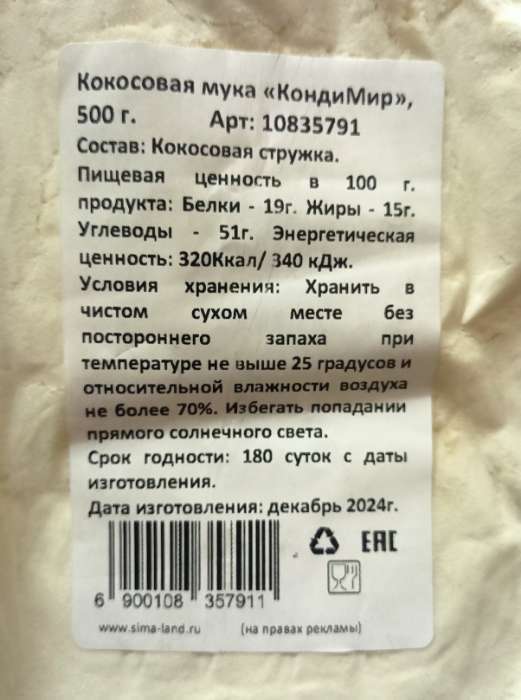 Кокосовая мука «КондиМир»,
500 г. Арт: 10835791
Состав: Кокосовая стружка.
Пищевая ценность в 100 г.
продукта: Белки - 19г. Жиры - 15г.
Углеводы - 51г. Энергетическая
ценность: 320Ккал/ 340 кДж.
Условия хранения: Хранить в
чистом сухом месте без
постороннего запаха при
температуре не выше 25 градусов и
относительной влажности воздуха
не более 70%. Избегать попадании
прямого солнечного света.
Срок годности: 180 суток с даты
изготовления.
Дата изготовления: декабрь 2024г.
EAC
6 900108 357911
www.sima-land.ru (на правах рекламы)